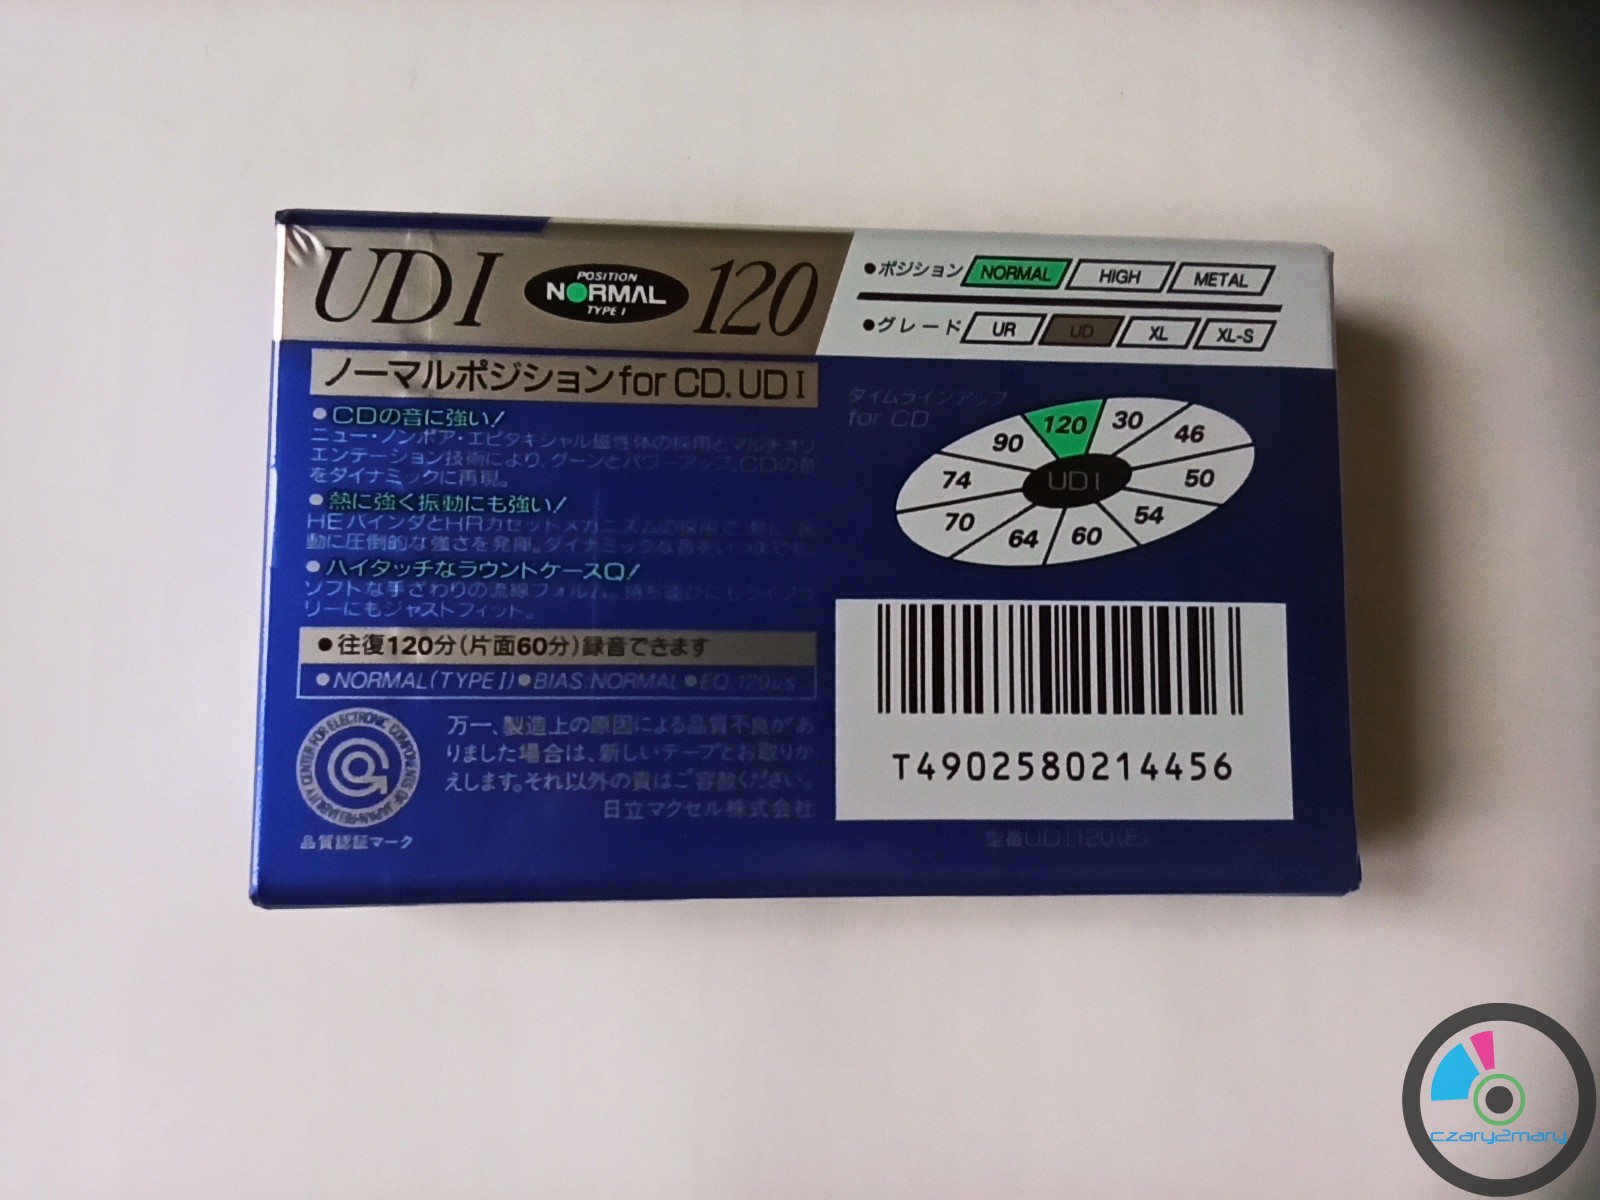 UD I
POSITION
NORMAL
TYPE I
120
●ポジション NORMAL HIGH METAL
●グレード UR UD XL XL-S
ノーマルポジション for CD. UD I
●CDの音に強い!
ニュー・ノンポア・エピタキシャル磁性体の採用とマルチオリ
エンテーション技術により、グーンとパワーアップ。CDの音
をダイナミックに再現。
●熱に強く振動にも強い!
HEバインダとHRカセットメカニズムの採用で、熱に、振
動に圧倒的な強さを発揮。ダイナミックな音をいつまでも。
●ハイタッチなラウンドケースQ!
ソフトな手ざわりの流線フォルム。持ち運びにもライブラ
リーにもジャストフィット。
●往復120分(片面60分)録音できます
●NORMAL(TYPE I) ●BIAS NORMAL ●EQ 120μs
RELIABILITY CENTER FOR ELECTRONIC COMPONENTS OF JAPAN
品質認証マーク
万一、製造上の原因による品質不良があ
りました場合は、新しいテープとお取りか
えします。それ以外の責はご容赦ください。
日立マクセル株式会社
タイムラインアップ
for CD
120 30 46 50 54 60 64 70 74 90
UD I
T4902580214456
型番UD I 120(E)
czary2mary